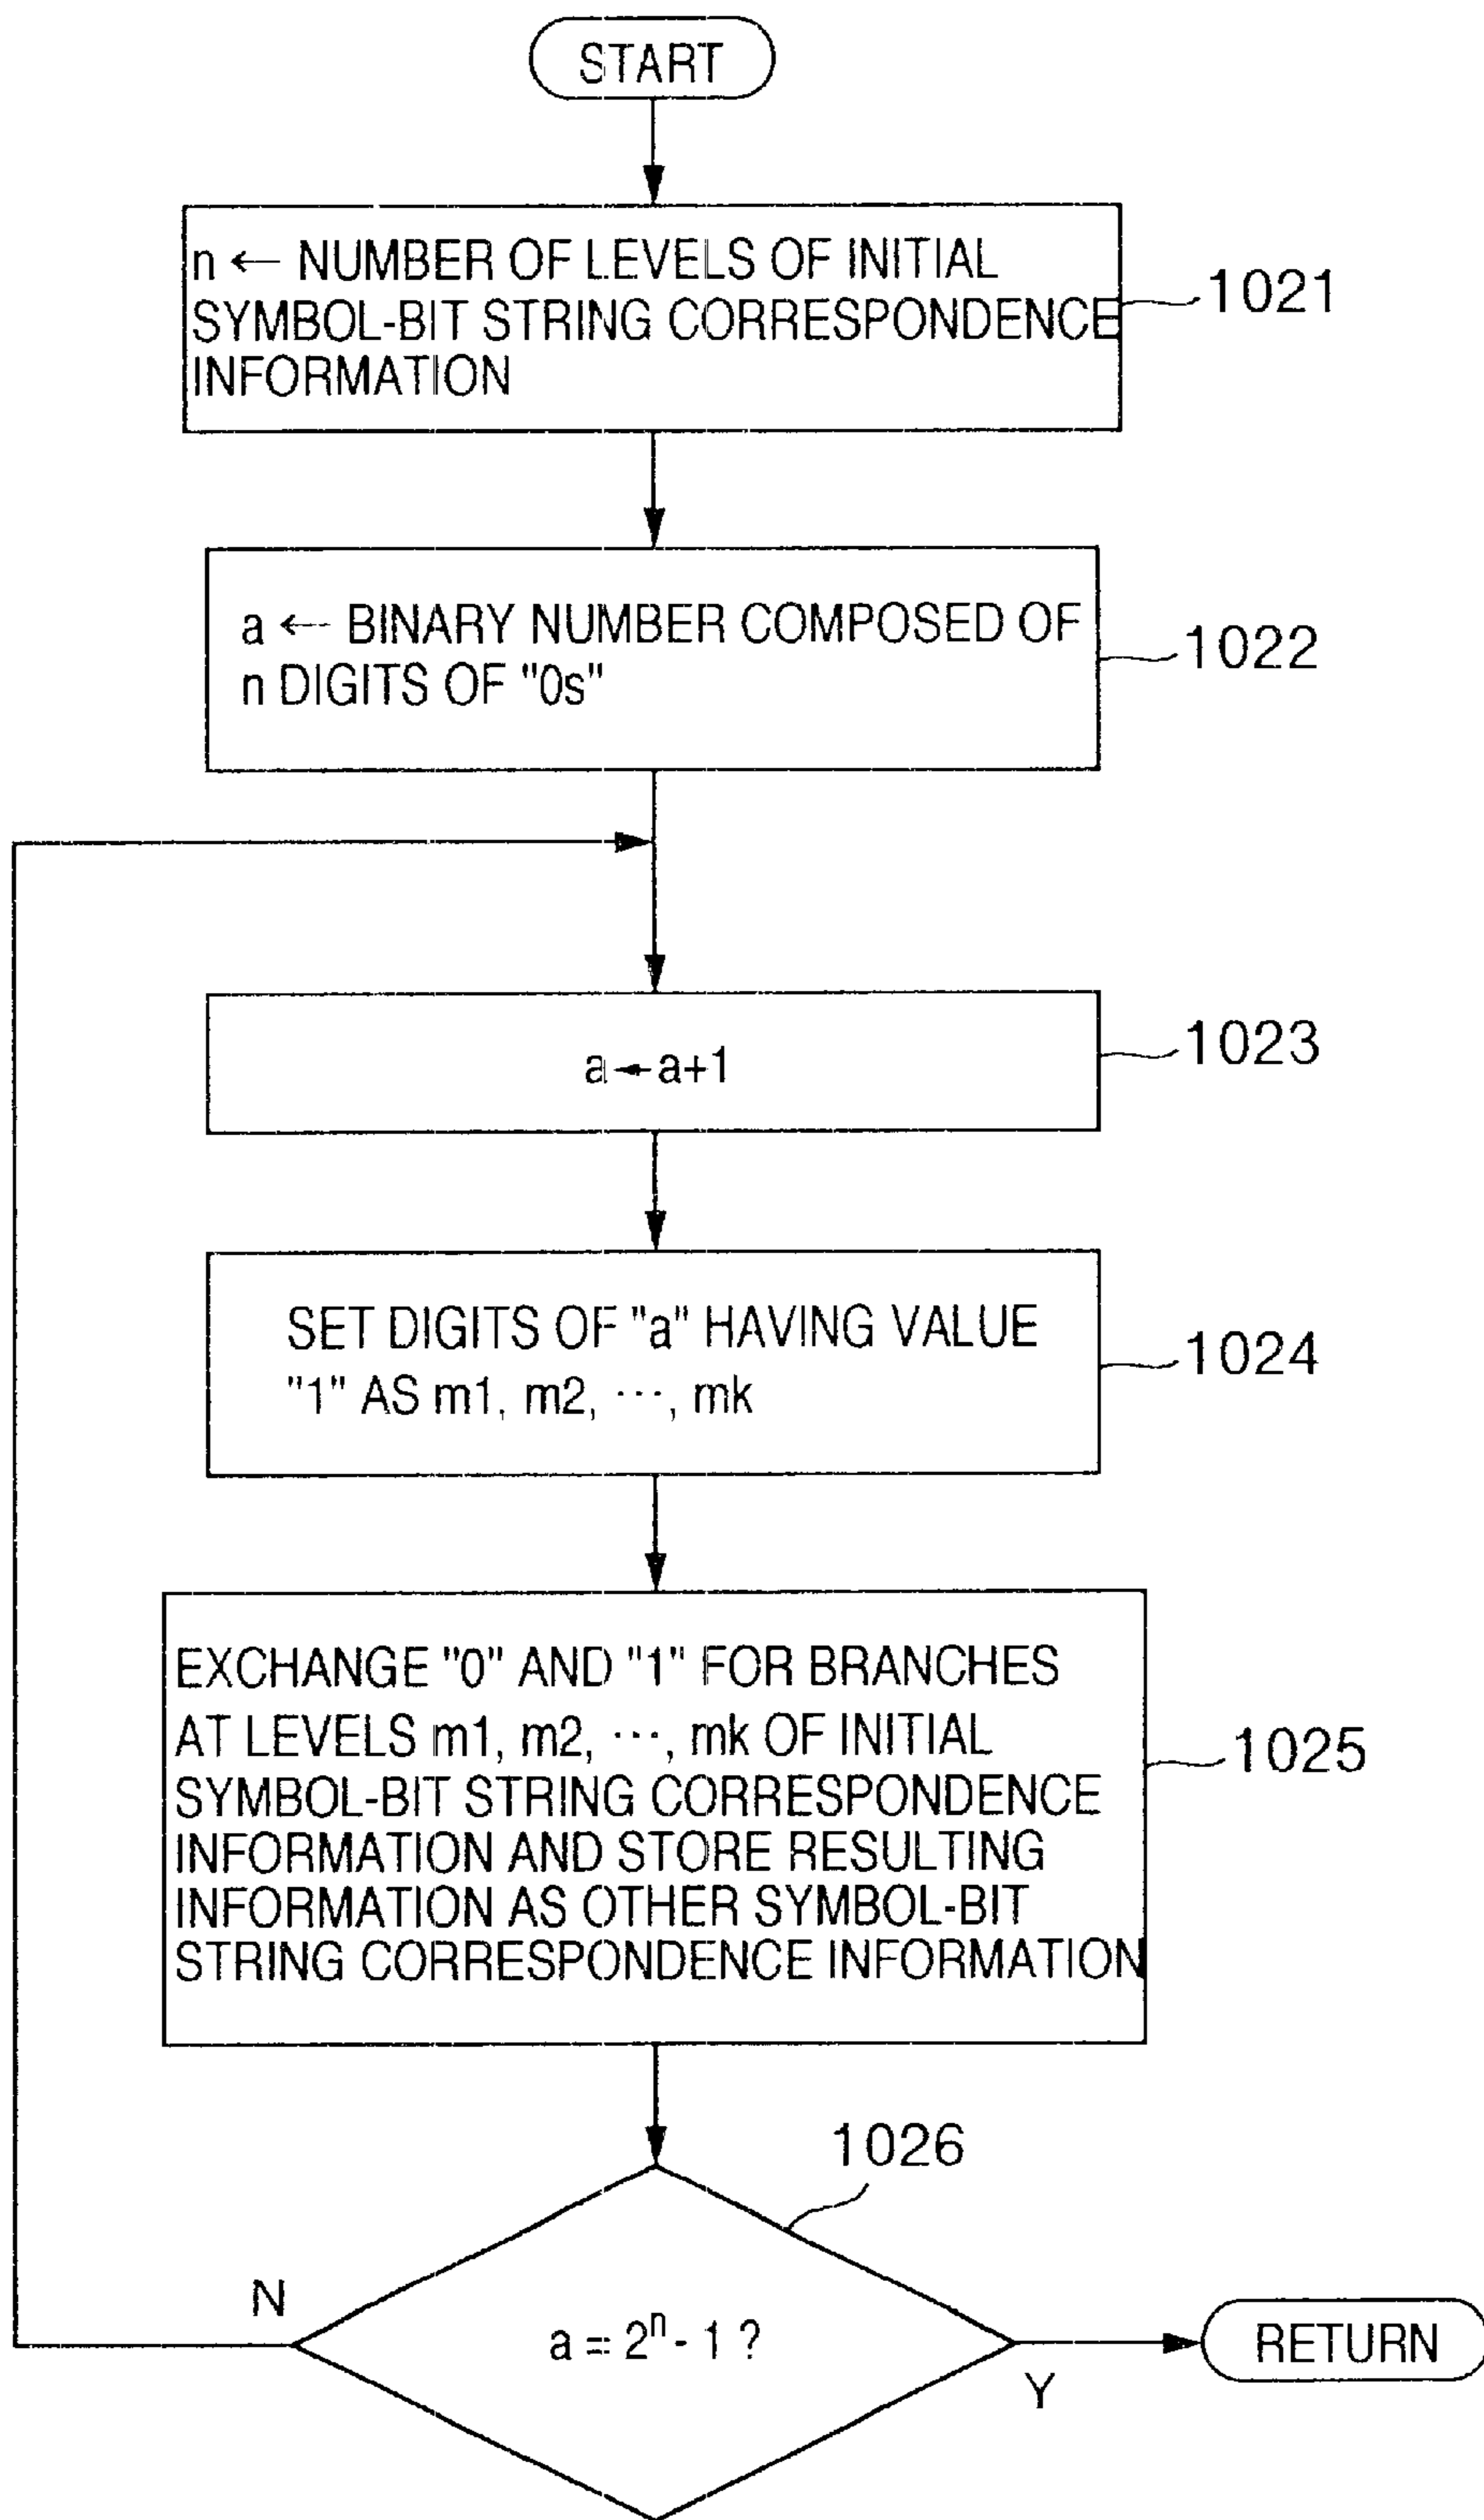 START
n ← NUMBER OF LEVELS OF INITIAL
SYMBOL-BIT STRING CORRESPONDENCE
INFORMATION
1021
a ← BINARY NUMBER COMPOSED OF
n DIGITS OF "0s"
1022
a←a+1
1023
SET DIGITS OF "a" HAVING VALUE
"1" AS m1, m2, ···, mk
1024
EXCHANGE "0" AND "1" FOR BRANCHES
AT LEVELS m1, m2, ···, mk OF INITIAL
SYMBOL-BIT STRING CORRESPONDENCE
INFORMATION AND STORE RESULTING
INFORMATION AS OTHER SYMBOL-BIT
STRING CORRESPONDENCE INFORMATION
1025
1026
N
a = 2ⁿ - 1 ?
Y
RETURN